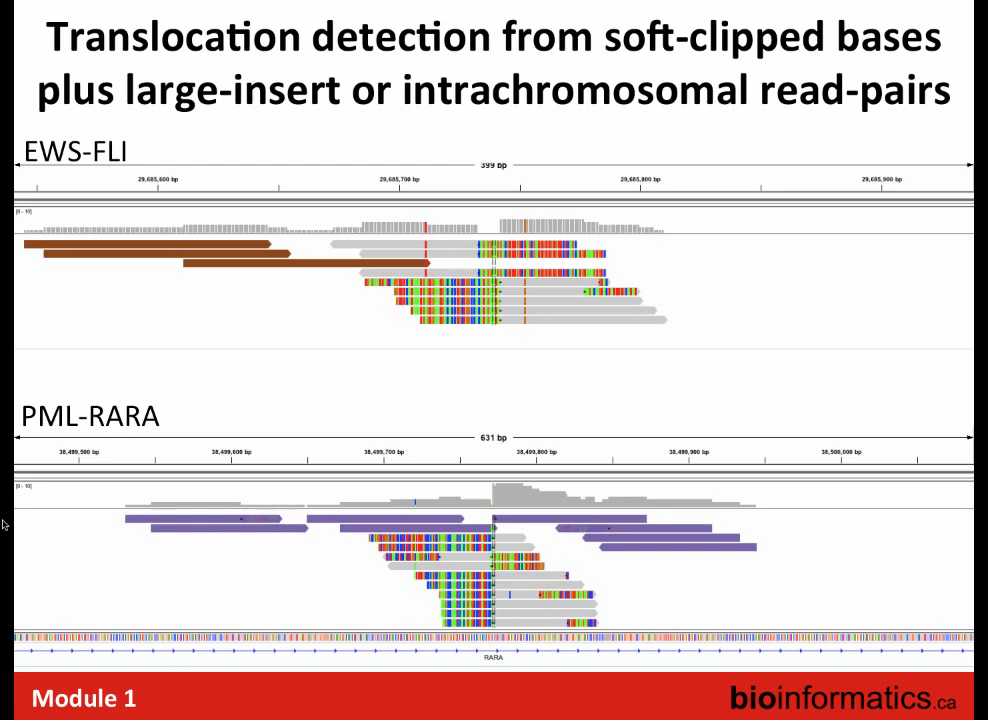 Translocation detection from soft-clipped bases
plus large-insert or intrachromosomal read-pairs
EWS-FLI
399 bp
29,685,600 bp 29,685,700 bp 29,685,800 bp 29,685,900 bp
[0 - 10]
PML-RARA
631 bp
38,499,500 bp 38,499,600 bp 38,499,700 bp 38,499,800 bp 38,499,900 bp 38,500,000 bp
[0 - 10]
RARA
Module 1
bioinformatics.ca